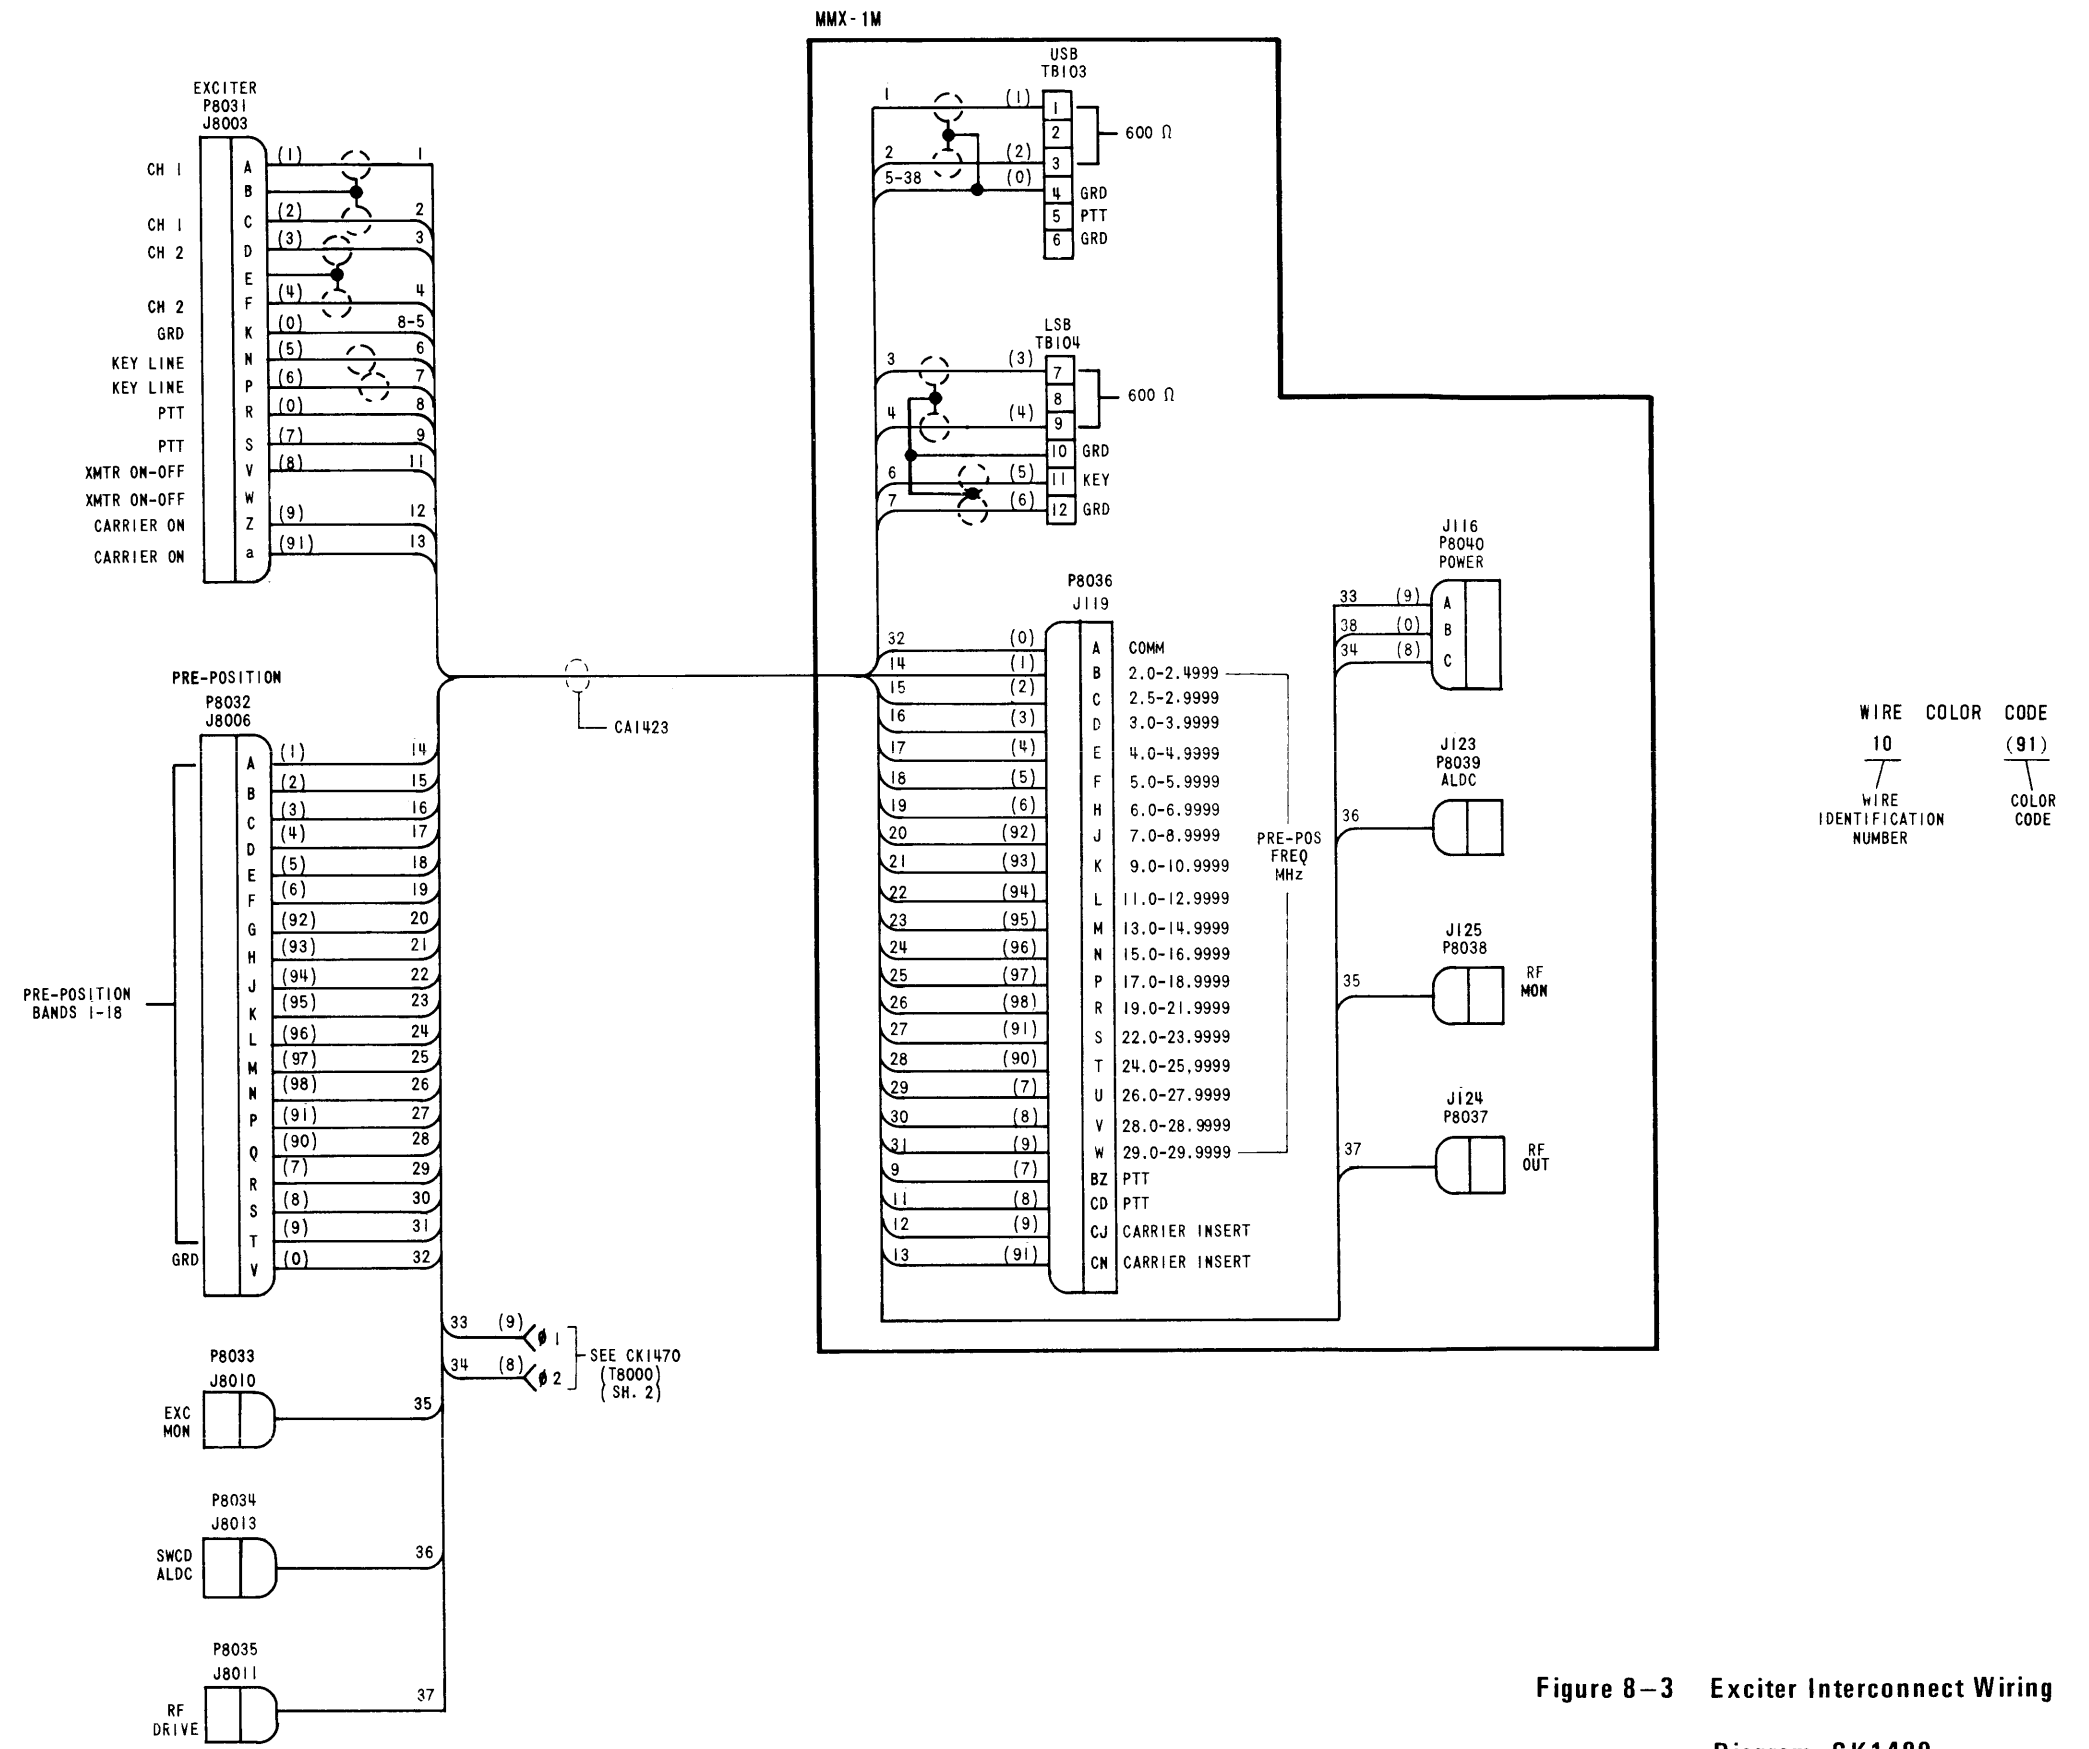 MMX-1M
EXCITER
P8031
J8003
CH 1 A (1) 1
B
CH 1 C (2) 2
CH 2 D (3) 3
E
CH 2 F (4) 4
GRD K (0) 8-5
KEY LINE N (5) 6
KEY LINE P (6) 7
PTT R (0) 8
PTT S (7) 9
XMTR ON-OFF V (8) 11
XMTR ON-OFF W
CARRIER ON Z (9) 12
CARRIER ON a (91) 13
PRE-POSITION
P8032
J8006
A (1) 14
B (2) 15
C (3) 16
D (4) 17
E (5) 18
F (6) 19
G (92) 20
H (93) 21
J (94) 22
K (95) 23
L (96) 24
M (97) 25
N (98) 26
P (91) 27
Q (90) 28
R (7) 29
S (8) 30
T (9) 31
GRD V (0) 32
PRE-POSITION
BANDS 1-18
33 (9) ϕ 1
34 (8) ϕ 2
SEE CK1470
(T8000)
( SH. 2)
P8033
J8010
EXC
MON
35
P8034
J8013
SWCD
ALDC
36
P8035
J8011
RF
DRIVE
37
CA1423
USB
TB103
1 (1) 1
2
2 (2) 3
5-38 (0) 4 GRD
5 PTT
6 GRD
600 Ω
LSB
TB104
3 (3) 7
8
4 (4) 9
10 GRD
6 (5) 11 KEY
7 (6) 12 GRD
600 Ω
P8036
J119
32 (0) A COMM
14 (1) B 2.0-2.4999
15 (2) C 2.5-2.9999
16 (3) D 3.0-3.9999
17 (4) E 4.0-4.9999
18 (5) F 5.0-5.9999
19 (6) H 6.0-6.9999
20 (92) J 7.0-8.9999
21 (93) K 9.0-10.9999
22 (94) L 11.0-12.9999
23 (95) M 13.0-14.9999
24 (96) N 15.0-16.9999
25 (97) P 17.0-18.9999
26 (98) R 19.0-21.9999
27 (91) S 22.0-23.9999
28 (90) T 24.0-25,9999
29 (7) U 26.0-27.9999
30 (8) V 28.0-28.9999
31 (9) W 29.0-29.9999
9 (7) BZ PTT
11 (8) CD PTT
12 (9) CJ CARRIER INSERT
13 (91) CN CARRIER INSERT
PRE-POS
FREQ
MHz
J116
P8040
POWER
33 (9) A
38 (0) B
34 (8) C
J123
P8039
ALDC
36
J125
P8038
35
RF
MON
J124
P8037
37
RF
OUT
WIRE COLOR CODE
10 (91)
WIRE
IDENTIFICATION
NUMBER
COLOR
CODE
Figure 8-3 Exciter Interconnect Wiring